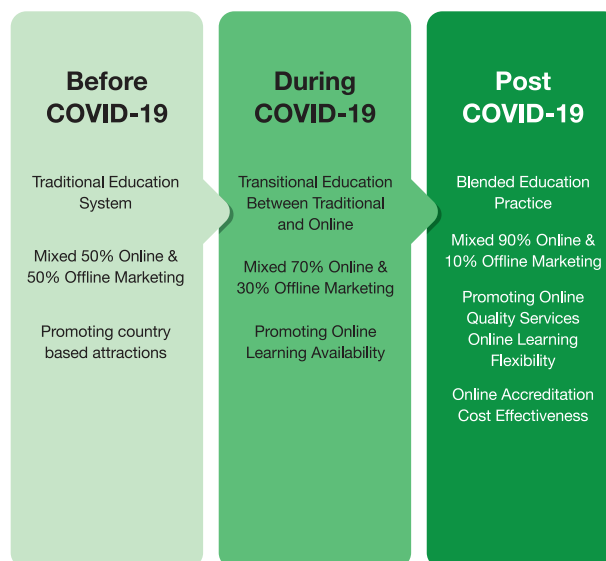 Before
COVID-19
Traditional Education
System
Mixed 50% Online &
50% Offline Marketing
Promoting country
based attractions
During
COVID-19
Transitional Education
Between Traditional
and Online
Mixed 70% Online &
30% Offline Marketing
Promoting Online
Learning Availability
Post
COVID-19
Blended Education
Practice
Mixed 90% Online &
10% Offline Marketing
Promoting Online
Quality Services
Online Learning
Flexibility
Online Accreditation
Cost Effectiveness